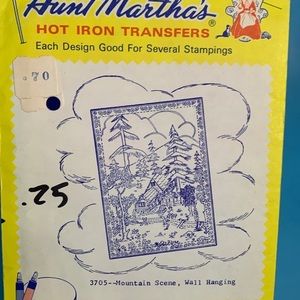 Aunt Martha's®
HOT IRON TRANSFERS
Each Design Good For Several Stampings
.70
.25
3705--Mountain Scene, Wall Hanging